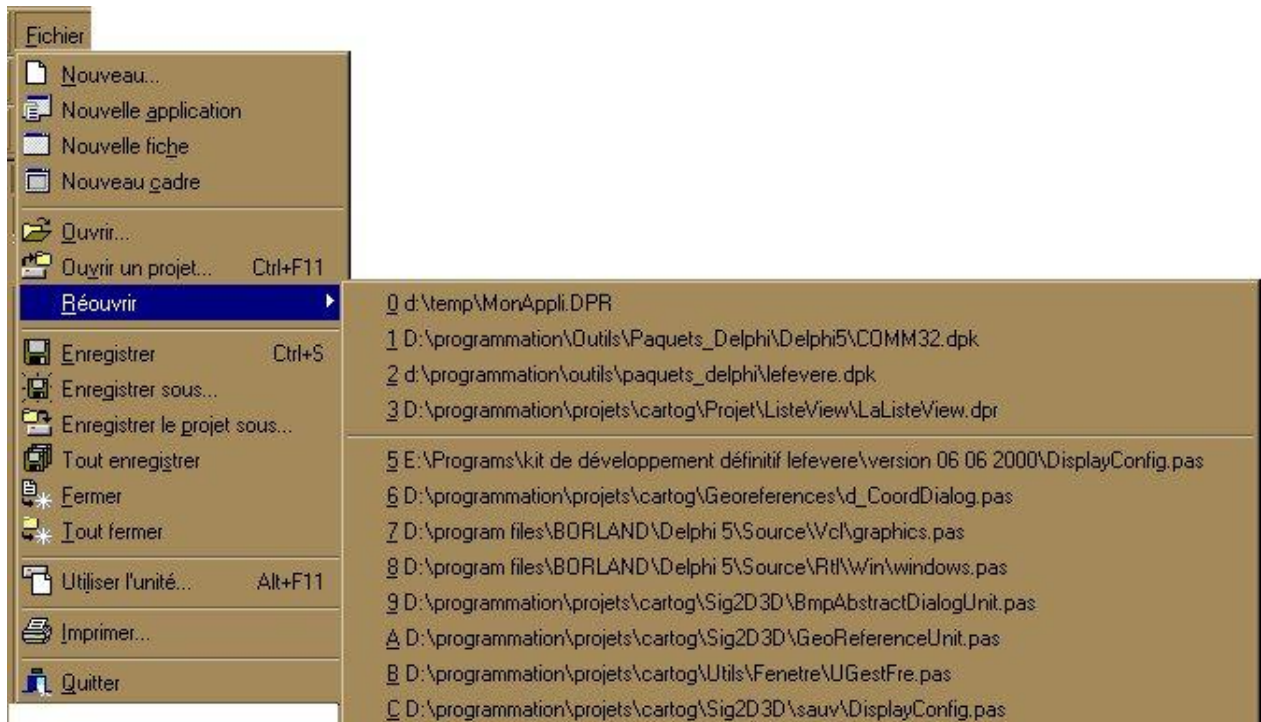 Fichier
Nouveau...
Nouvelle application
Nouvelle fiche
Nouveau cadre
Ouvrir...
Ouvrir un projet... Ctrl+F11
Réouvrir
Enregistrer Ctrl+S
Enregistrer sous...
Enregistrer le projet sous...
Tout enregistrer
Fermer
Tout fermer
Utiliser l'unité... Alt+F11
Imprimer...
Quitter
0 d:\temp\MonAppli.DPR
1 D:\programmation\Outils\Paquets_Delphi\Delphi5\COMM32.dpk
2 d:\programmation\outils\paquets_delphi\lefevere.dpk
3 D:\programmation\projets\cartog\Projet\ListeView\LaListeView.dpr
5 E:\Programs\kit de développement définitif lefevere\version 06 06 2000\DisplayConfig.pas
6 D:\programmation\projets\cartog\Georeferences\d_CoordDialog.pas
7 D:\program files\BORLAND\Delphi 5\Source\Vcl\graphics.pas
8 D:\program files\BORLAND\Delphi 5\Source\Rtl\Win\windows.pas
9 D:\programmation\projets\cartog\Sig2D3D\BmpAbstractDialogUnit.pas
A D:\programmation\projets\cartog\Sig2D3D\GeoReferenceUnit.pas
B D:\programmation\projets\cartog\Utils\Fenetre\UGestFre.pas
C D:\programmation\projets\cartog\Sig2D3D\sauv\DisplayConfig.pas